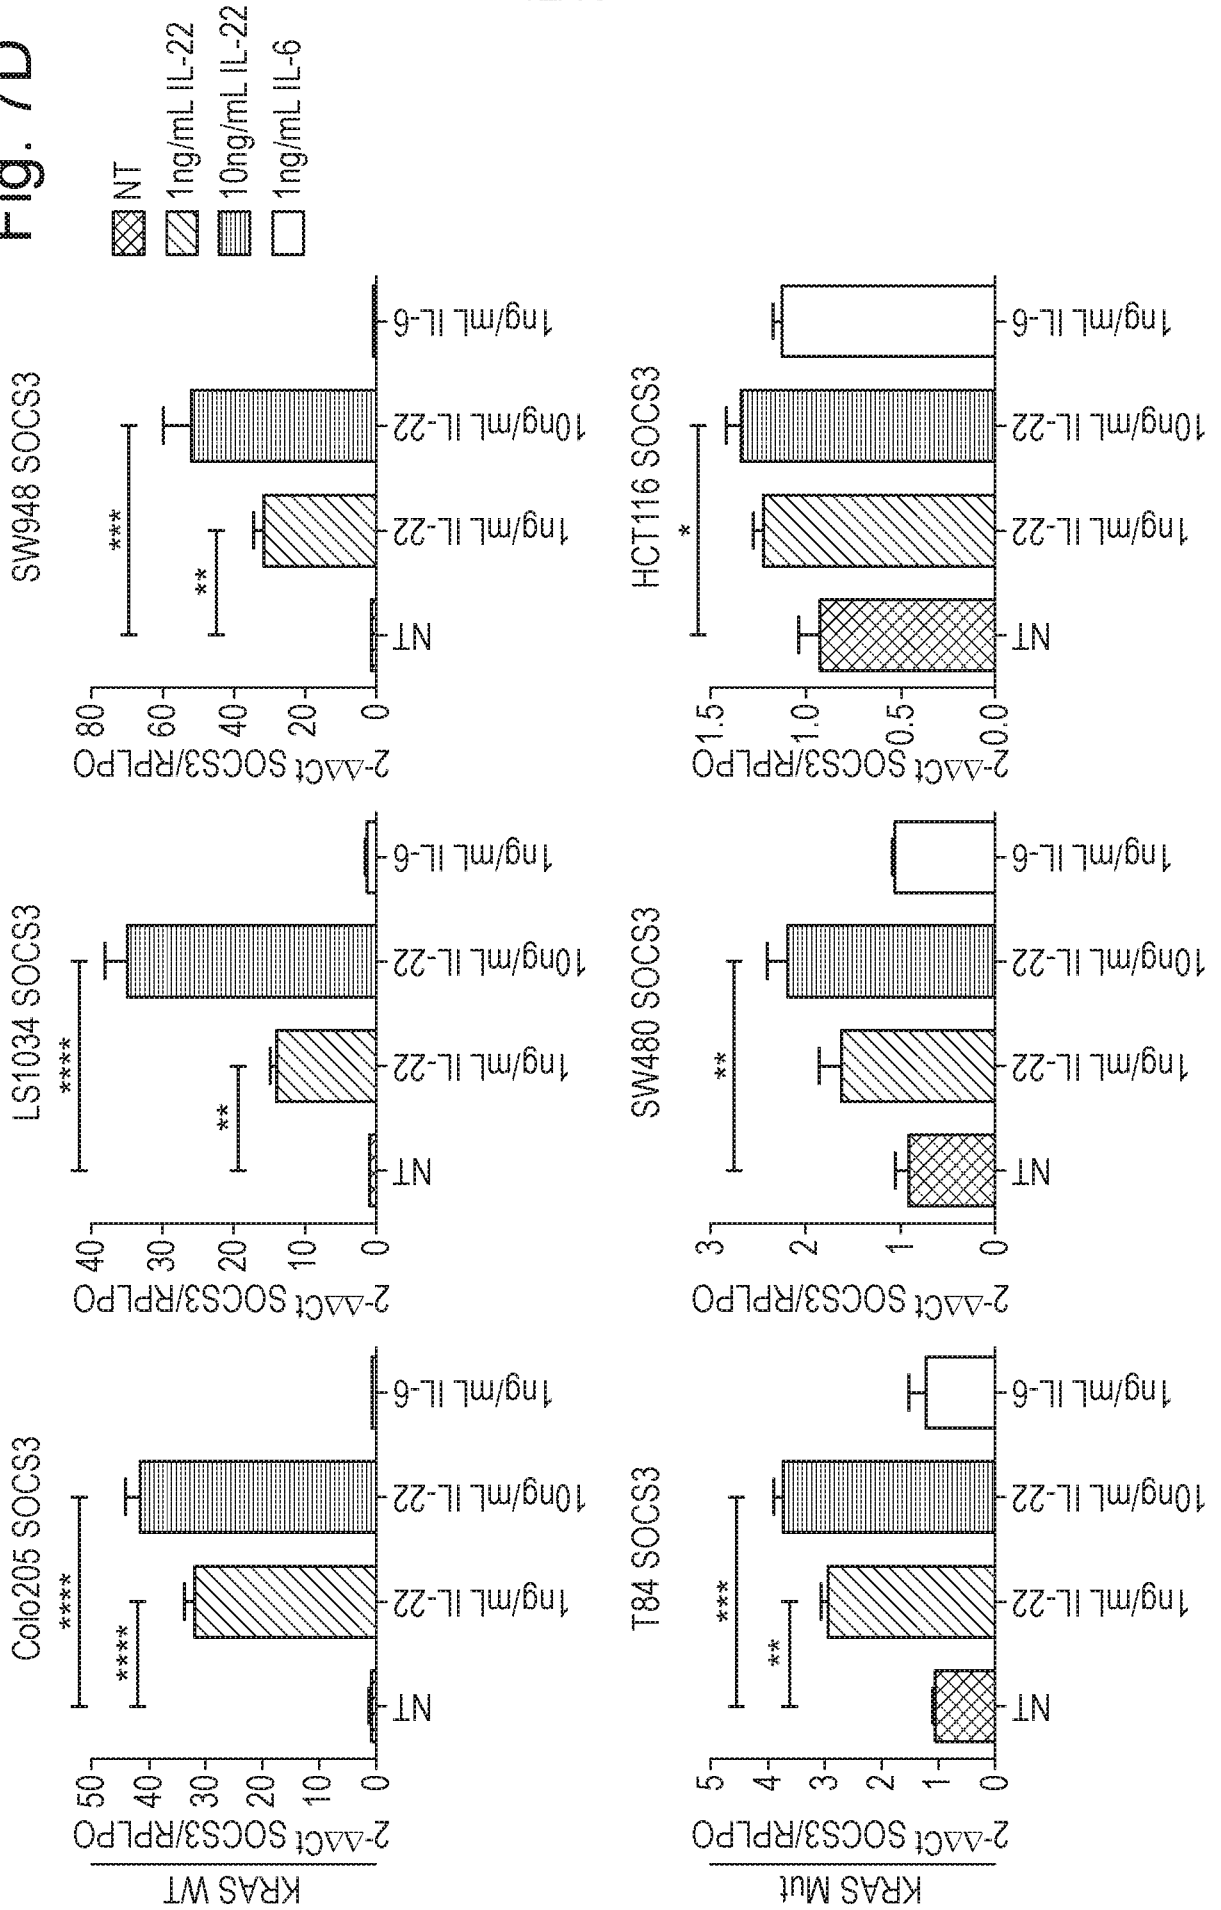 Fig. 7D
NT
1ng/mL IL-22
10ng/mL IL-22
1ng/mL IL-6
KRAS WT
Colo205 SOCS3
2-ΔΔCt SOCS3/RPLPO
50
40
30
20
10
0
****
****
NT
1ng/mL IL-22
10ng/mL IL-22
1ng/mL IL-6
LS1034 SOCS3
2-ΔΔCt SOCS3/RPLPO
40
30
20
10
0
****
**
NT
1ng/mL IL-22
10ng/mL IL-22
1ng/mL IL-6
SW948 SOCS3
2-ΔΔCt SOCS3/RPLPO
80
60
40
20
0
***
**
NT
1ng/mL IL-22
10ng/mL IL-22
1ng/mL IL-6
KRAS Mut
T84 SOCS3
2-ΔΔCt SOCS3/RPLPO
5
4
3
2
1
0
***
**
NT
1ng/mL IL-22
10ng/mL IL-22
1ng/mL IL-6
SW480 SOCS3
2-ΔΔCt SOCS3/RPLPO
3
2
1
0
**
NT
1ng/mL IL-22
10ng/mL IL-22
1ng/mL IL-6
HCT116 SOCS3
2-ΔΔCt SOCS3/RPLPO
1.5
1.0
0.5
0.0
*
NT
1ng/mL IL-22
10ng/mL IL-22
1ng/mL IL-6